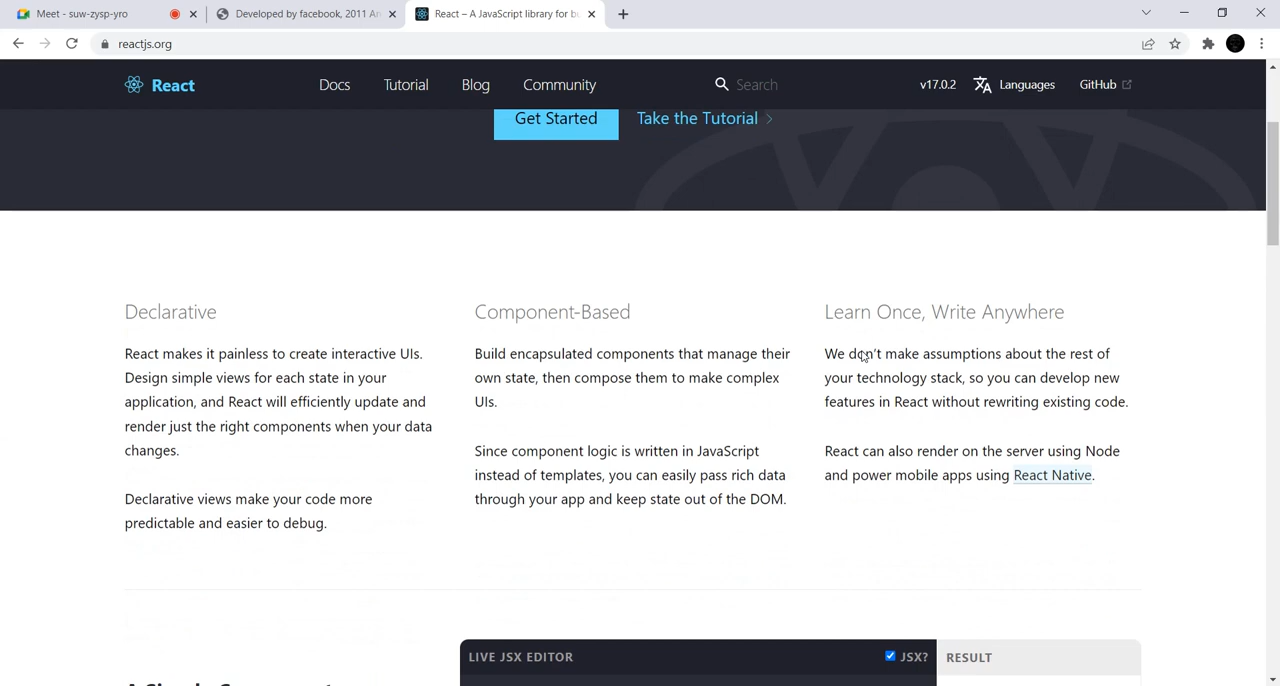 Meet - suw-zysp-yro
Developed by facebook, 2011 An
React – A JavaScript library for bu
reactjs.org
React
Docs
Tutorial
Blog
Community
Search
v17.0.2
Languages
GitHub
Get Started
Take the Tutorial
Declarative
React makes it painless to create interactive UIs.
Design simple views for each state in your
application, and React will efficiently update and
render just the right components when your data
changes.
Declarative views make your code more
predictable and easier to debug.
Component-Based
Build encapsulated components that manage their
own state, then compose them to make complex
UIs.
Since component logic is written in JavaScript
instead of templates, you can easily pass rich data
through your app and keep state out of the DOM.
Learn Once, Write Anywhere
We don't make assumptions about the rest of
your technology stack, so you can develop new
features in React without rewriting existing code.
React can also render on the server using Node
and power mobile apps using React Native.
LIVE JSX EDITOR
JSX?
RESULT